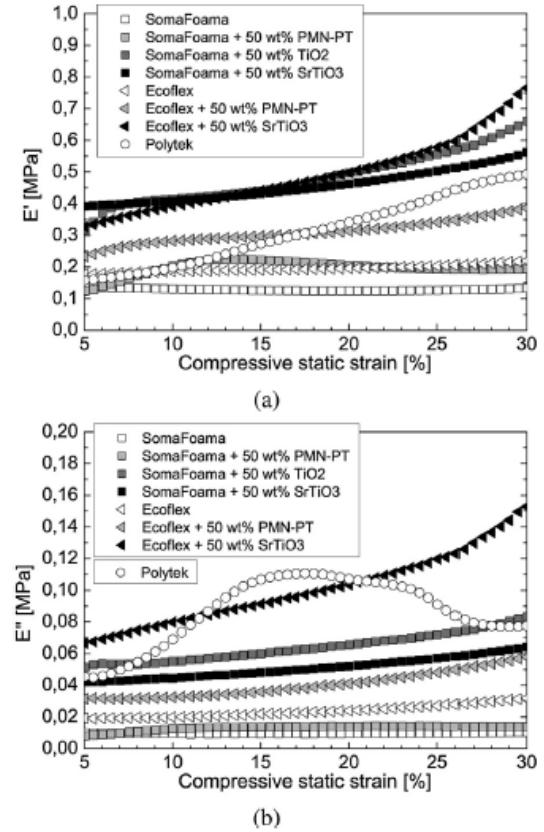 SomaFoama
SomaFoama + 50 wt% PMN-PT
SomaFoama + 50 wt% TiO2
SomaFoama + 50 wt% SrTiO3
Ecoflex
Ecoflex + 50 wt% PMN-PT
Ecoflex + 50 wt% SrTiO3
Polytek
E' [MPa]
1,0
0,9
0,8
0,7
0,6
0,5
0,4
0,3
0,2
0,1
0,0
5 10 15 20 25 30
Compressive static strain [%]
(a)
SomaFoama
SomaFoama + 50 wt% PMN-PT
SomaFoama + 50 wt% TiO2
SomaFoama + 50 wt% SrTiO3
Ecoflex
Ecoflex + 50 wt% PMN-PT
Ecoflex + 50 wt% SrTiO3
Polytek
E'' [MPa]
0,20
0,18
0,16
0,14
0,12
0,10
0,08
0,06
0,04
0,02
0,00
5 10 15 20 25 30
Compressive static strain [%]
(b)